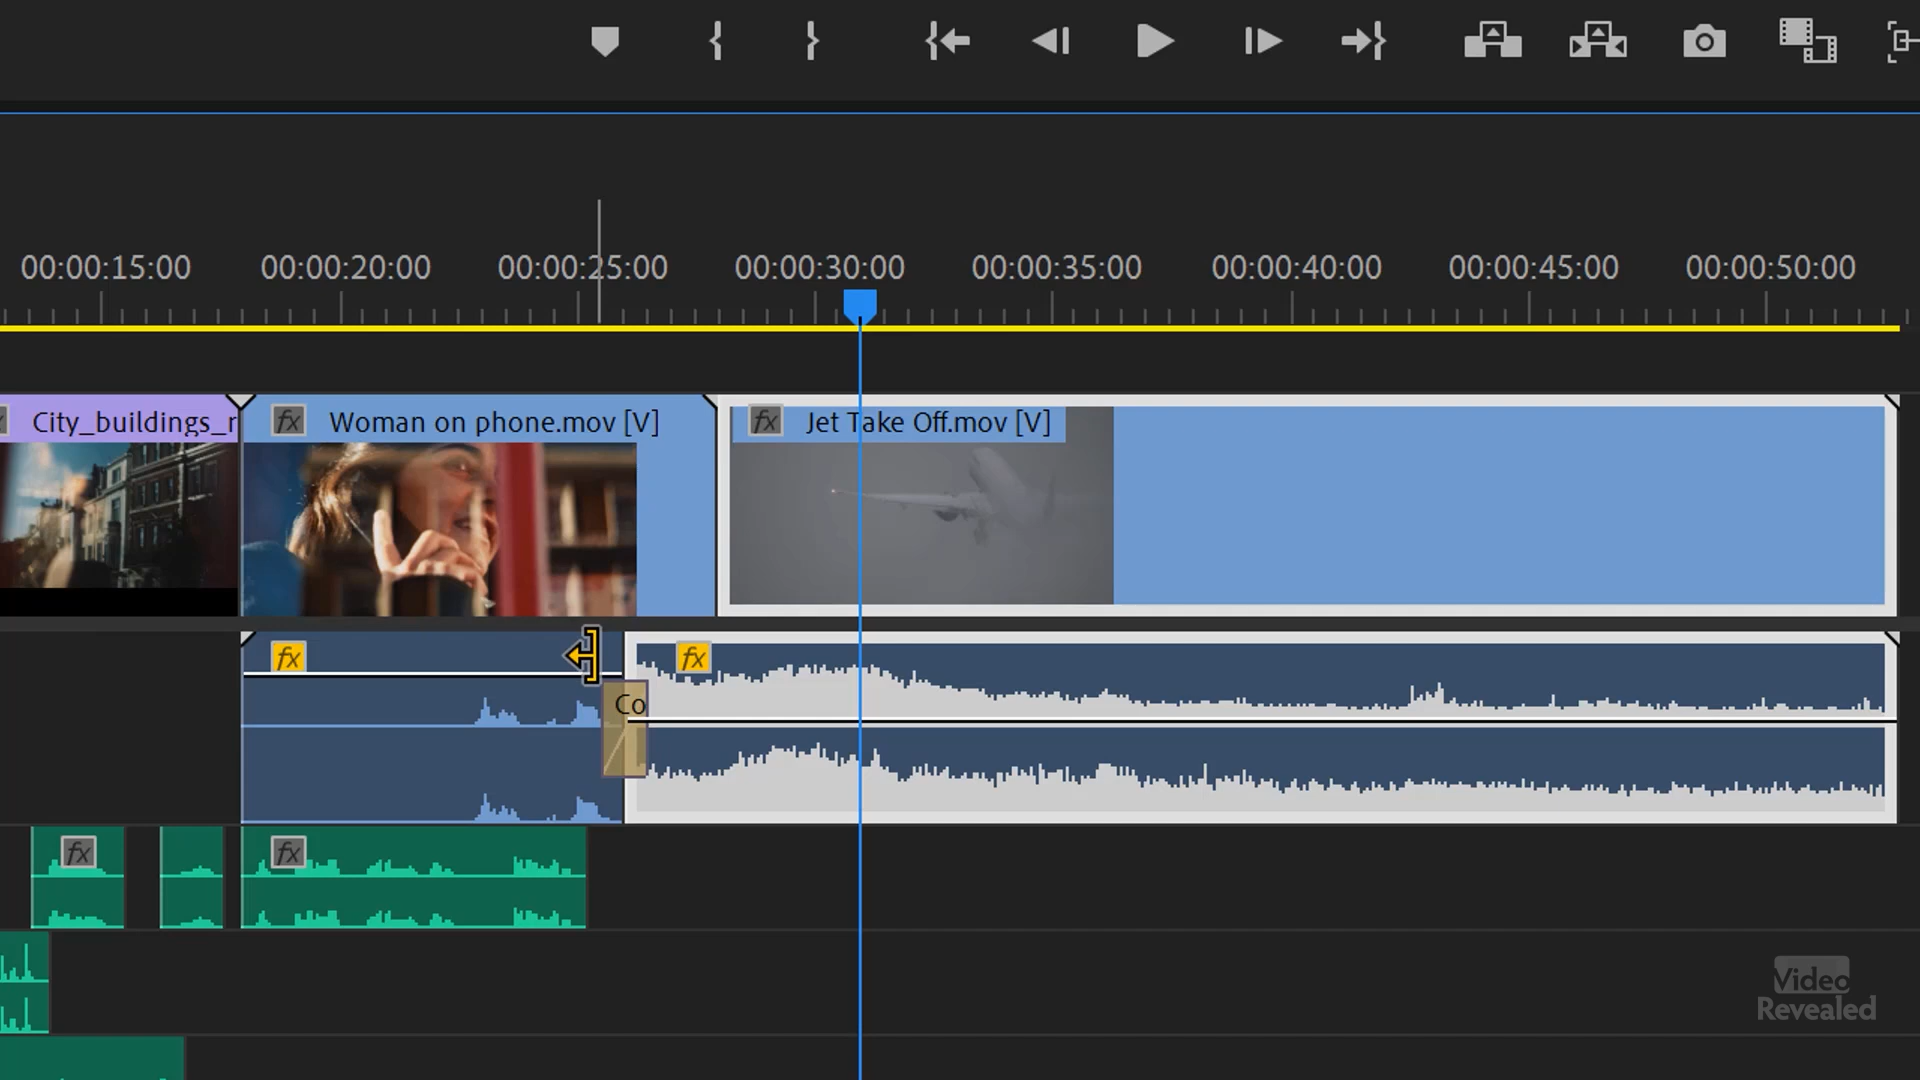 00:00:15:00 00:00:20:00 00:00:25:00 00:00:30:00 00:00:35:00 00:00:40:00 00:00:45:00 00:00:50:00
City_buildings_r fx Woman on phone.mov [V] fx Jet Take Off.mov [V]
fx fx
Co
fx fx
Video
Revealed